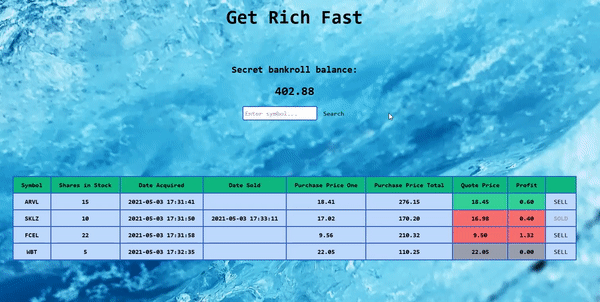 Get Rich Fast
Secret bankroll balance:
402.88
Enter symbol... Search
Symbol Shares in Stock Date Acquired Date Sold Purchase Price One Purchase Price Total Quote Price Profit
ARVL 15 2021-05-03 17:31:41 18.41 276.15 18.45 0.60 SELL
SKLZ 10 2021-05-03 17:31:50 2021-05-03 17:33:11 17.02 170.20 16.98 0.40 SOLD
FCEL 22 2021-05-03 17:31:58 9.56 210.32 9.50 1.32 SELL
WBT 5 2021-05-03 17:32:35 22.05 110.25 22.05 0.00 SELL